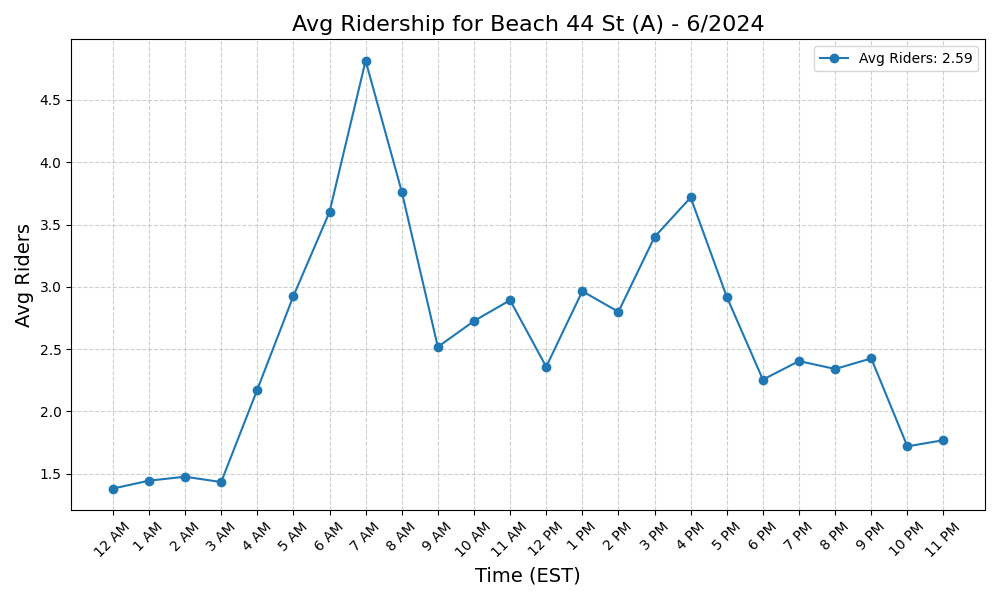 Avg Ridership for Beach 44 St (A) - 6/2024
Avg Riders: 2.59
Avg Riders
4.5
4.0
3.5
3.0
2.5
2.0
1.5
12 AM
1 AM
2 AM
3 AM
4 AM
5 AM
6 AM
7 AM
8 AM
9 AM
10 AM
11 AM
12 PM
1 PM
2 PM
3 PM
4 PM
5 PM
6 PM
7 PM
8 PM
9 PM
10 PM
11 PM
Time (EST)